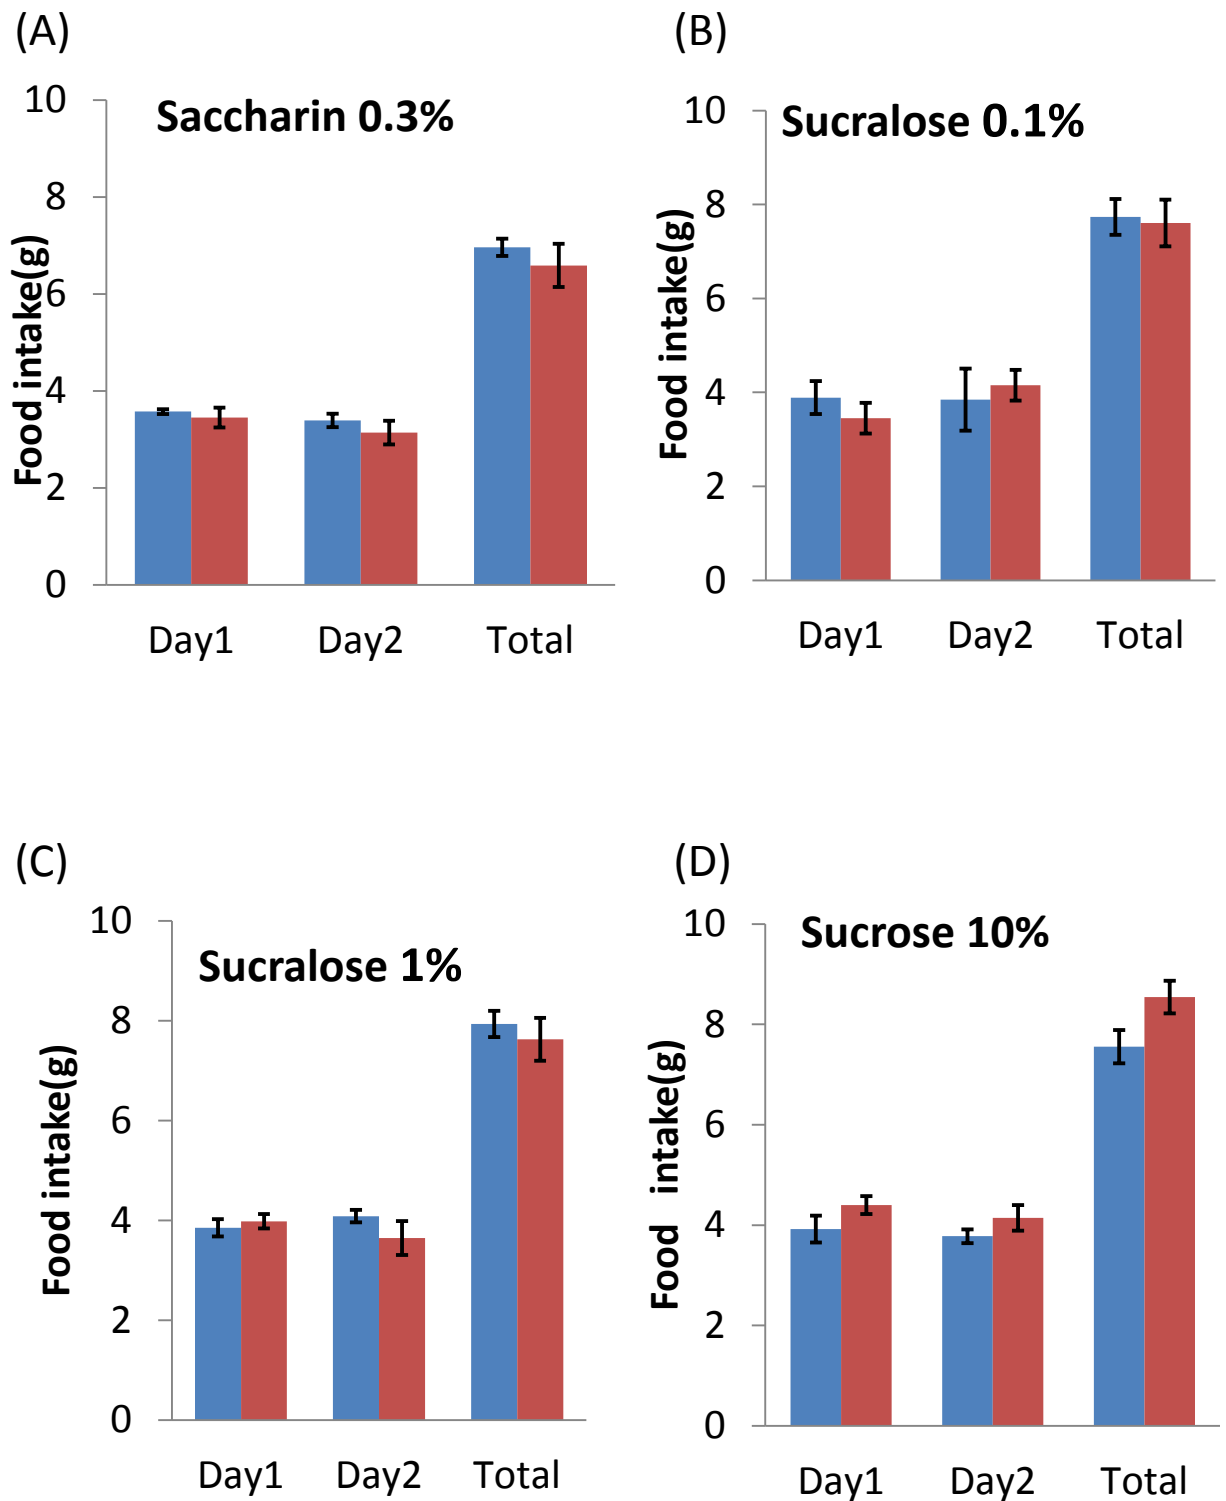 (A)
Saccharin 0.3%
Food intake(g)
10
8
6
4
2
0
Day1 Day2 Total
(B)
Sucralose 0.1%
Food intake(g)
10
8
6
4
2
0
Day1 Day2 Total
(C)
Sucralose 1%
Food intake(g)
10
8
6
4
2
0
Day1 Day2 Total
(D)
Sucrose 10%
Food intake(g)
10
8
6
4
2
0
Day1 Day2 Total